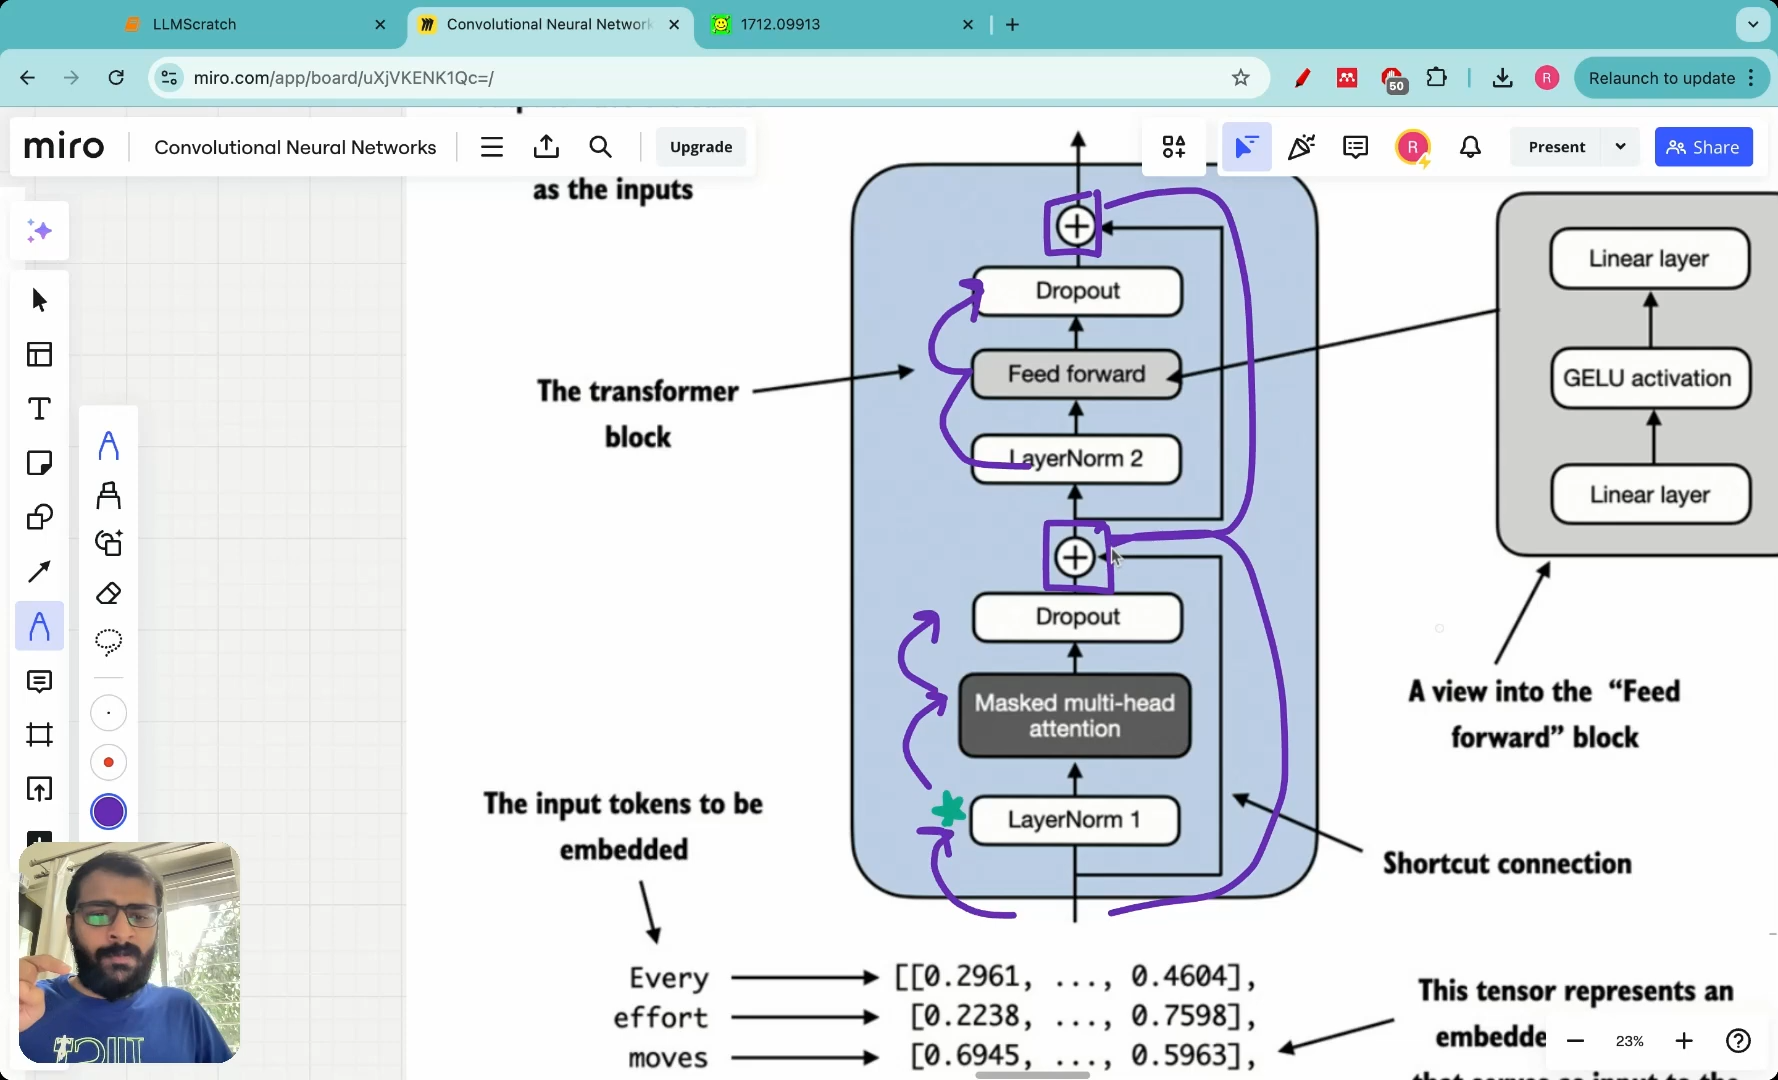 LLMScratch
Convolutional Neural Network
1712.09913
miro.com/app/board/uXjVKENK1Qc=/
50
R
Relaunch to update
miro
Convolutional Neural Networks
Upgrade
R
Present
Share
as the inputs
Dropout
Feed forward
LayerNorm 2
Dropout
Masked multi-head
attention
LayerNorm 1
The transformer
block
Linear layer
GELU activation
Linear layer
A view into the “Feed
forward” block
Shortcut connection
The input tokens to be
embedded
Every
effort
moves
[[0.2961, ..., 0.4604],
[0.2238, ..., 0.7598],
[0.6945, ..., 0.5963],
This tensor represents an
embedde
23%